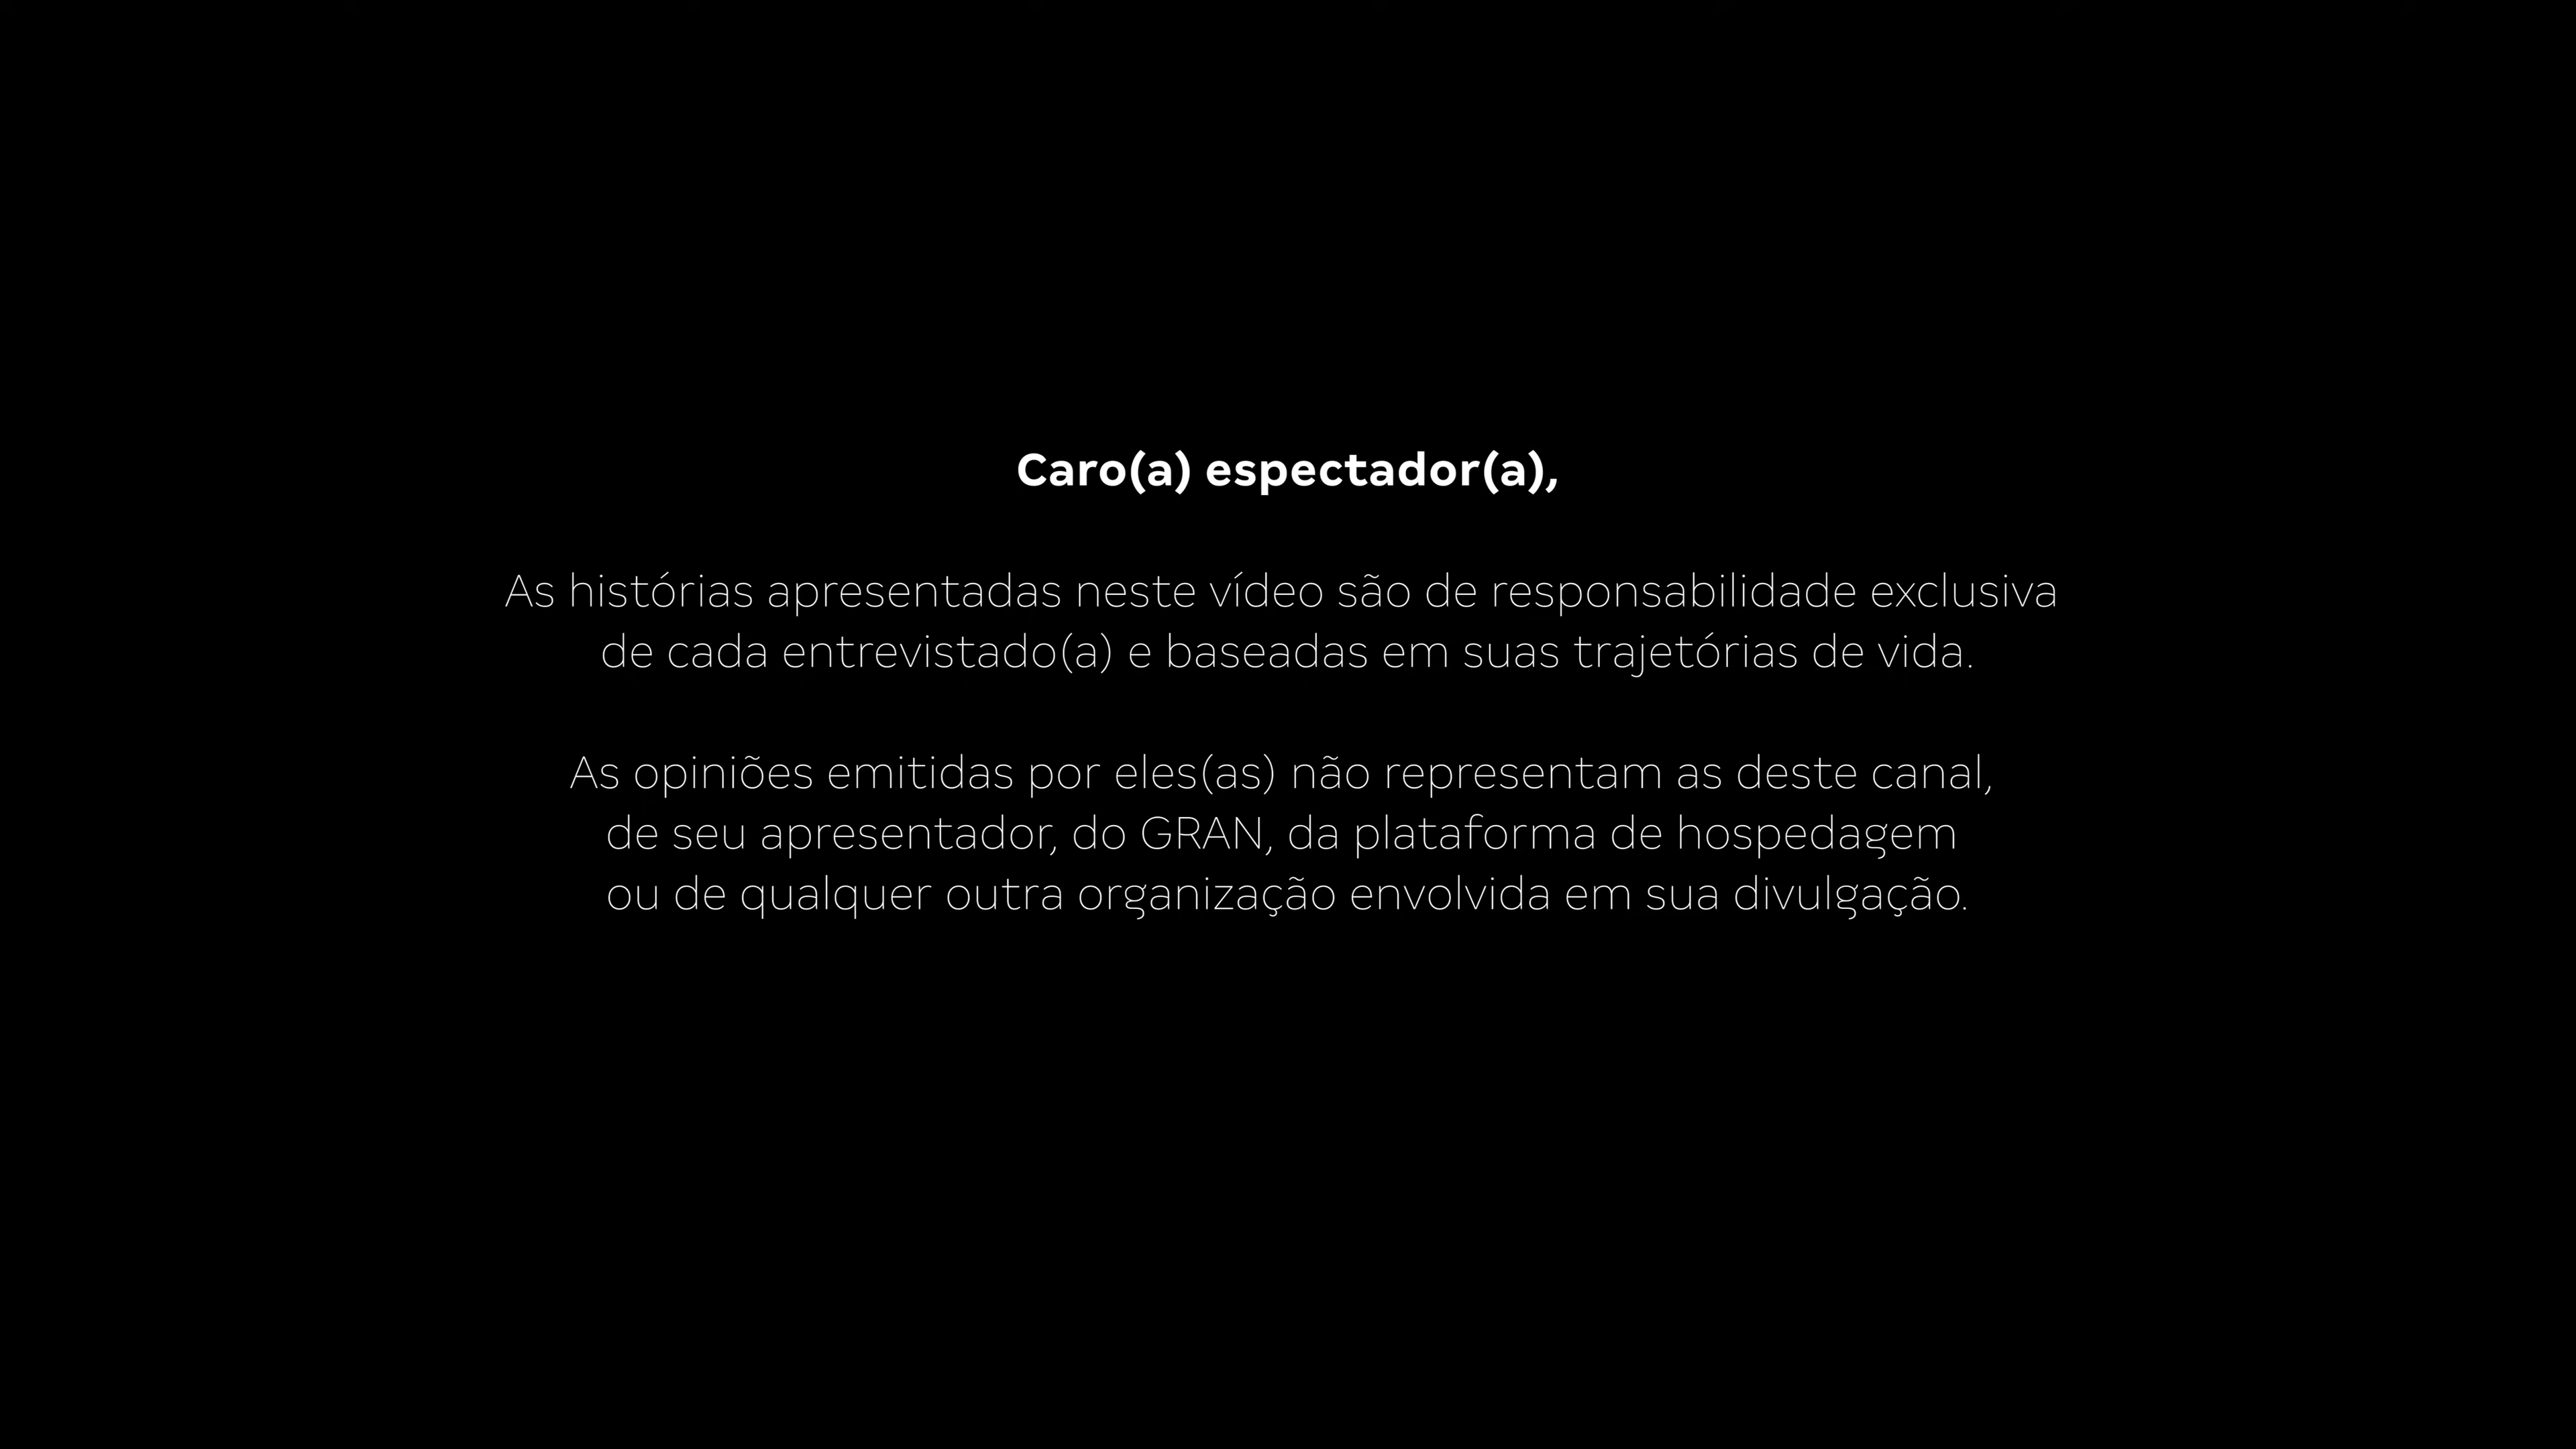 Caro(a) espectador(a),
As histórias apresentadas neste vídeo são de responsabilidade exclusiva
de cada entrevistado(a) e baseadas em suas trajetórias de vida.
As opiniões emitidas por eles(as) não representam as deste canal,
de seu apresentador, do GRAN, da plataforma de hospedagem
ou de qualquer outra organização envolvida em sua divulgação.